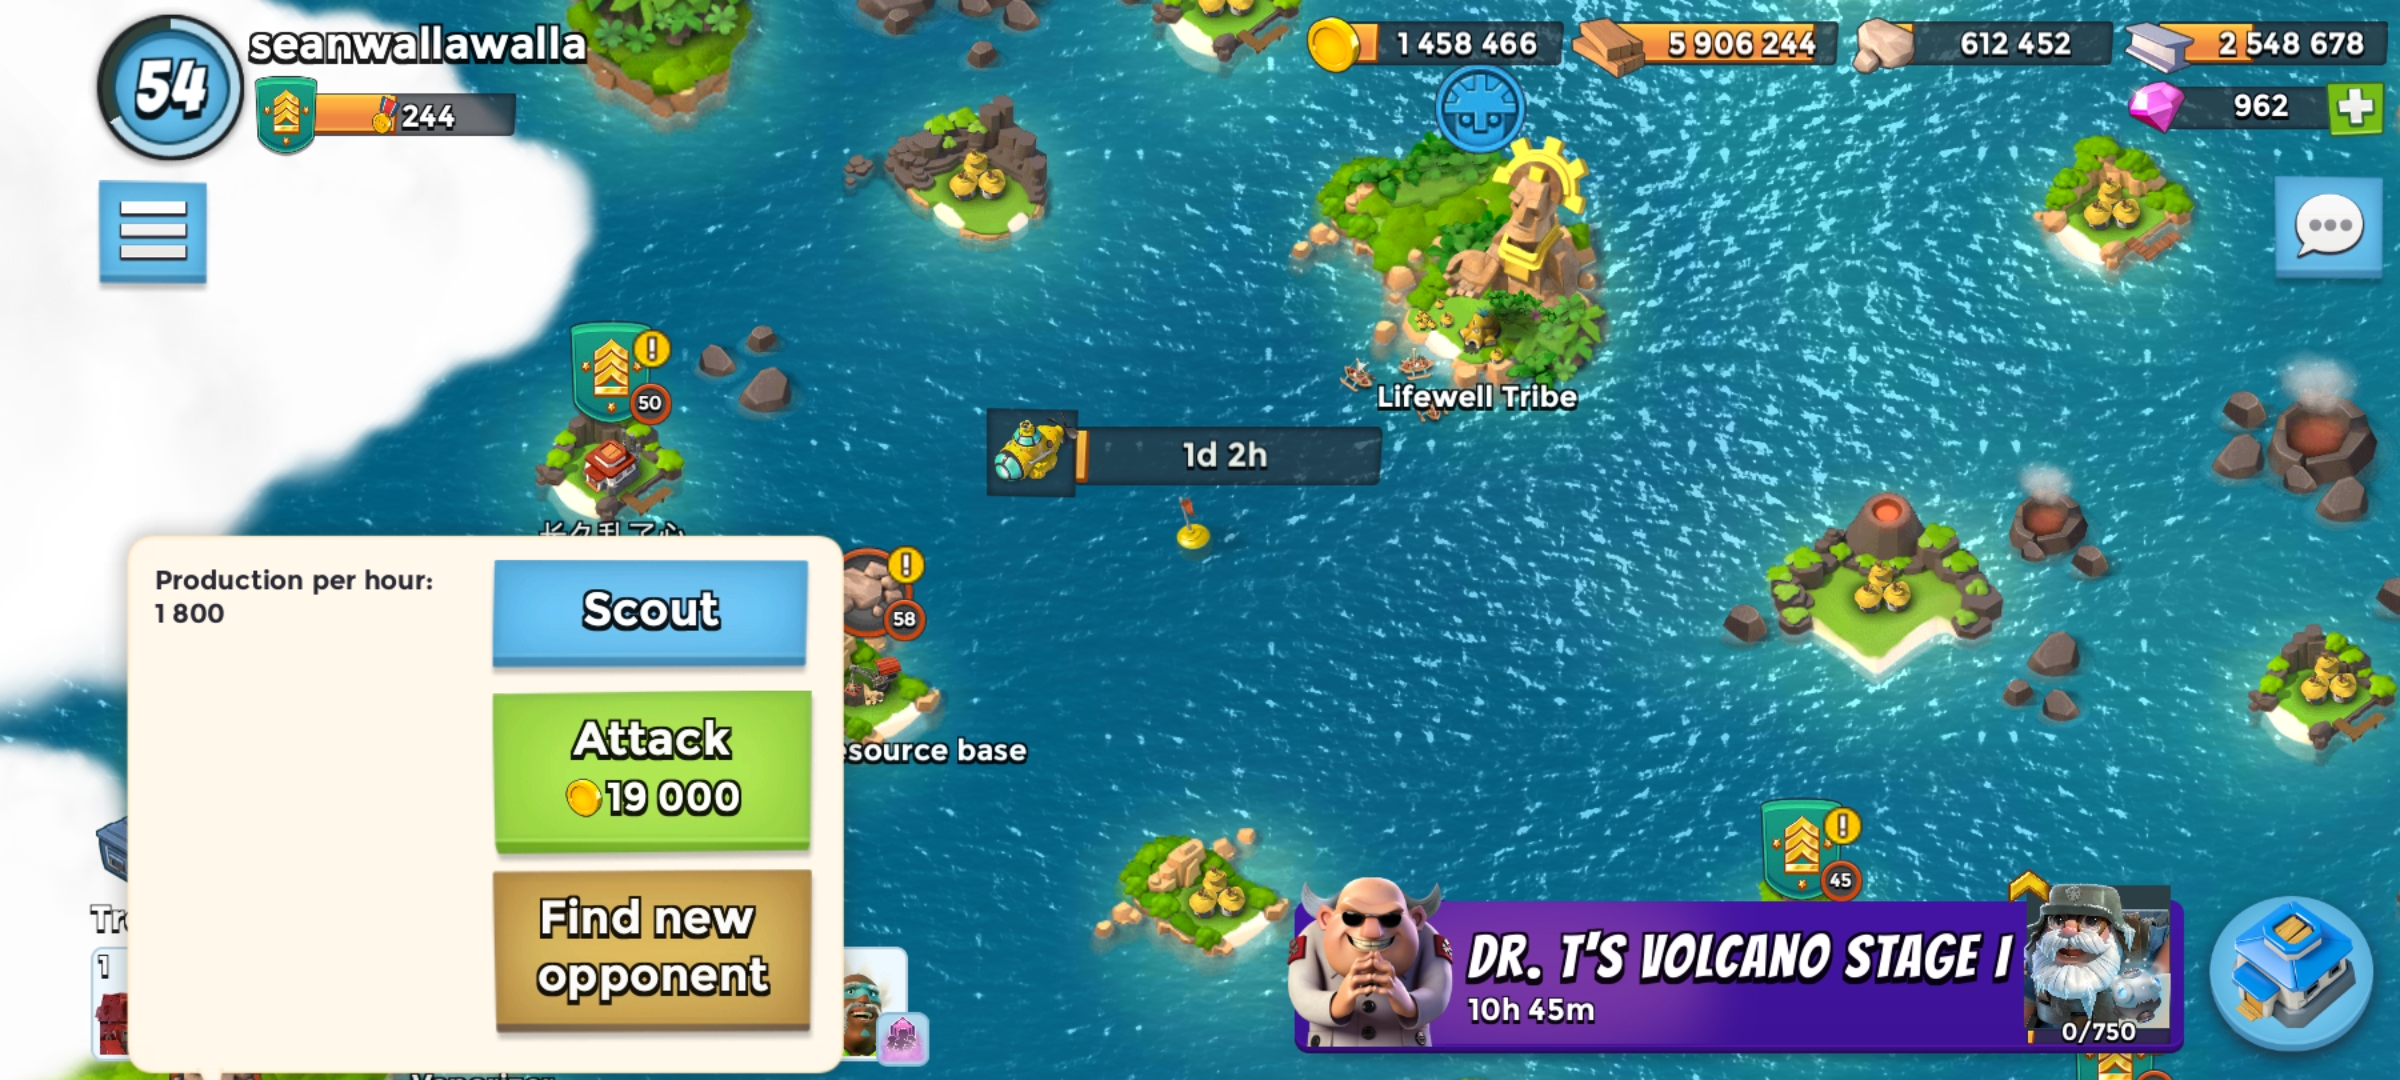 54
seanwallawalla
244
1 458 466
5 906 244
612 452
2 548 678
962
Lifewell Tribe
50
1d 2h
Production per hour:
1 800
Scout
58
Attack
19 000
source base
Find new
opponent
45
1
DR. T'S VOLCANO STAGE I
10h 45m
0/750